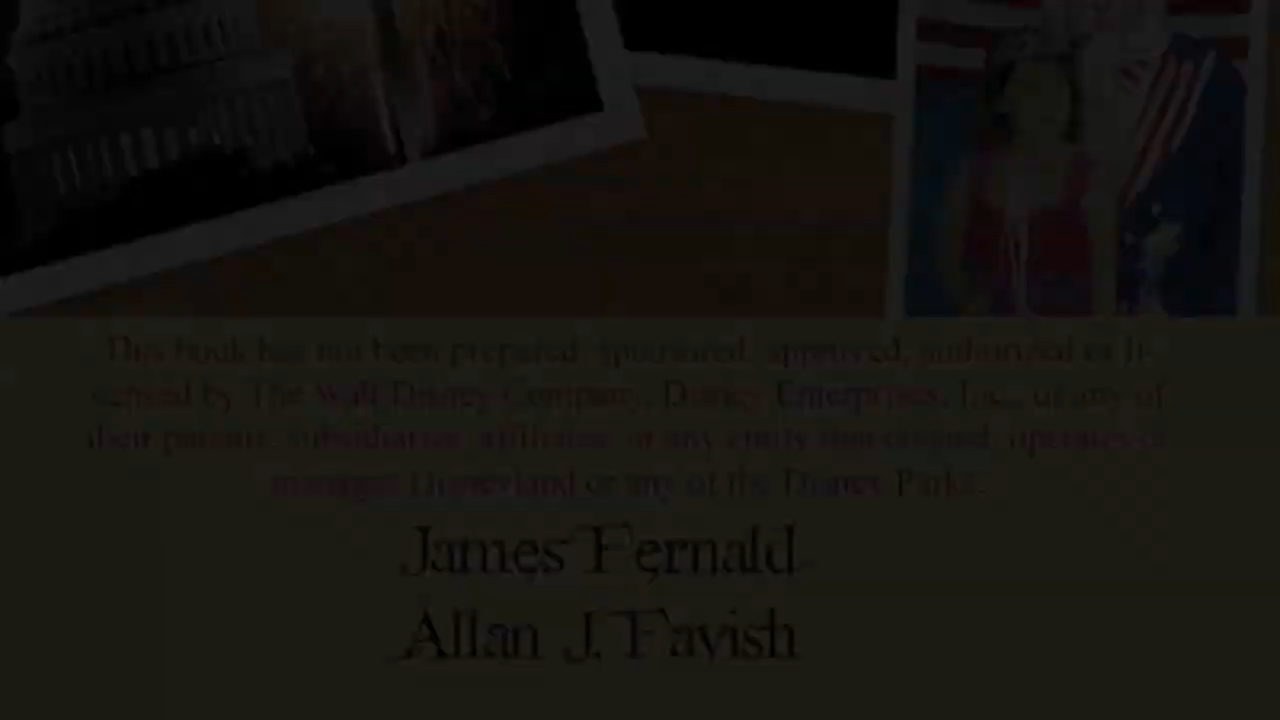 This book has not been prepared, sponsored, approved, authorized or li-
censed by The Walt Disney Company, Disney Enterprises, Inc., or any of
their parents, subsidiaries, affiliates, or any entity that owned, operates or
manages Disneyland or any of the Disney Parks.
James Fernald
Allan J. Favish